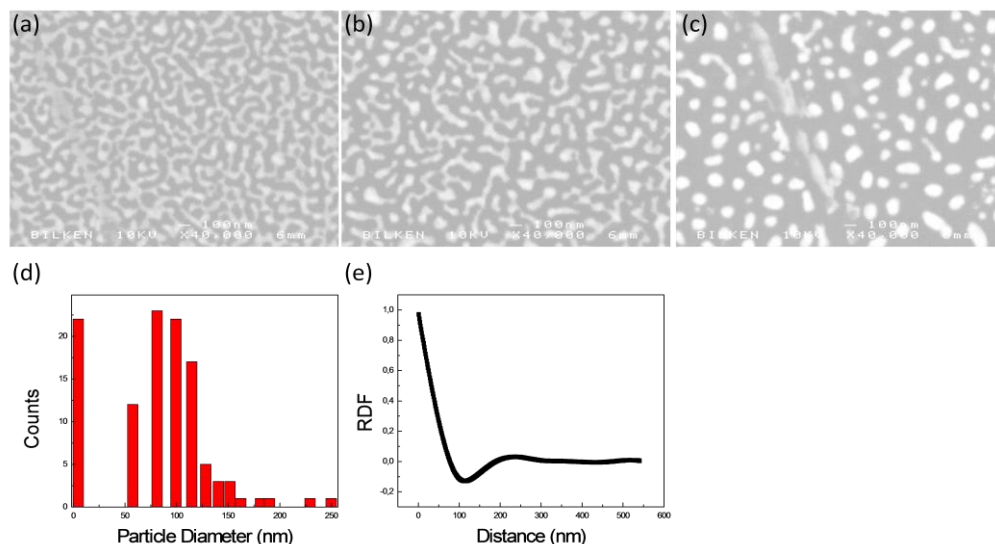 (a)
(b)
(c)
100nm
BILKEN 10KV X40,000 6mm
100nm
BILKEN 10KV X40,000 6mm
100nm
BILKEN 10KV X40,000
(d)
(e)
20
15
10
5
0
Counts
0 50 100 150 200 250
Particle Diameter (nm)
1,0
0,8
0,6
0,4
0,2
0,0
-0,2
RDF
0 100 200 300 400 500 600
Distance (nm)